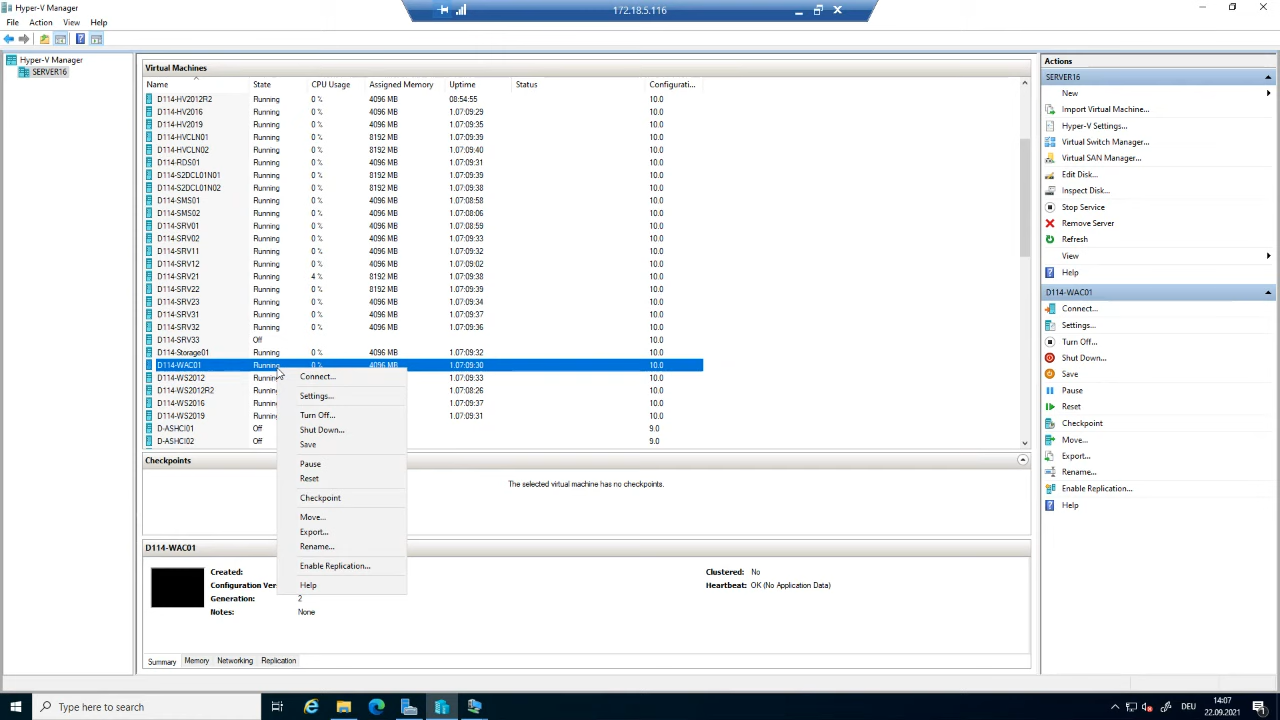 Hyper-V Manager
172.18.5.116
File Action View Help
Hyper-V Manager
SERVER16
Virtual Machines
Name State CPU Usage Assigned Memory Uptime Status Configurati...
D114-HV2012R2 Running 0 % 4096 MB 08:54:55 10.0
D114-HV2016 Running 0 % 4096 MB 1.07:09:29 10.0
D114-HV2019 Running 0 % 4096 MB 1.07:09:35 10.0
D114-HVCLN01 Running 0 % 8192 MB 1.07:09:39 10.0
D114-HVCLN02 Running 0 % 8192 MB 1.07:09:40 10.0
D114-RDS01 Running 0 % 4096 MB 1.07:09:31 10.0
D114-S2DCL01N01 Running 0 % 8192 MB 1.07:09:39 10.0
D114-S2DCL01N02 Running 0 % 8192 MB 1.07:09:38 10.0
D114-SMS01 Running 0 % 4096 MB 1.07:08:58 10.0
D114-SMS02 Running 0 % 4096 MB 1.07:08:06 10.0
D114-SRV01 Running 0 % 4096 MB 1.07:08:59 10.0
D114-SRV02 Running 0 % 4096 MB 1.07:09:33 10.0
D114-SRV11 Running 0 % 4096 MB 1.07:09:32 10.0
D114-SRV12 Running 0 % 4096 MB 1.07:09:02 10.0
D114-SRV21 Running 4 % 8192 MB 1.07:09:38 10.0
D114-SRV22 Running 0 % 8192 MB 1.07:09:39 10.0
D114-SRV23 Running 0 % 4096 MB 1.07:09:34 10.0
D114-SRV31 Running 0 % 4096 MB 1.07:09:37 10.0
D114-SRV32 Running 0 % 4096 MB 1.07:09:36 10.0
D114-SRV33 Off 10.0
D114-Storage01 Running 0 % 4096 MB 1.07:09:32 10.0
D114-WAC01 Running 0 % 4096 MB 1.07:09:30 10.0
D114-WS2012 Running 1.07:09:33 10.0
D114-WS2012R2 Running 1.07:08:26 10.0
D114-WS2016 Running 1.07:09:37 10.0
D114-WS2019 Running 1.07:09:31 10.0
D-ASHCI01 Off 9.0
D-ASHCI02 Off 9.0
Connect...
Settings...
Turn Off...
Shut Down...
Save
Pause
Reset
Checkpoint
Move...
Export...
Rename...
Enable Replication...
Help
Checkpoints
The selected virtual machine has no checkpoints.
D114-WAC01
Created:
Configuration Ver
Generation: 2
Notes: None
Clustered: No
Heartbeat: OK (No Application Data)
Summary Memory Networking Replication
Actions
SERVER16
New
Import Virtual Machine...
Hyper-V Settings...
Virtual Switch Manager...
Virtual SAN Manager...
Edit Disk...
Inspect Disk...
Stop Service
Remove Server
Refresh
View
Help
D114-WAC01
Connect...
Settings...
Turn Off...
Shut Down...
Save
Pause
Reset
Checkpoint
Move...
Export...
Rename...
Enable Replication...
Help
Type here to search
DEU
14:07
22.09.2021
1